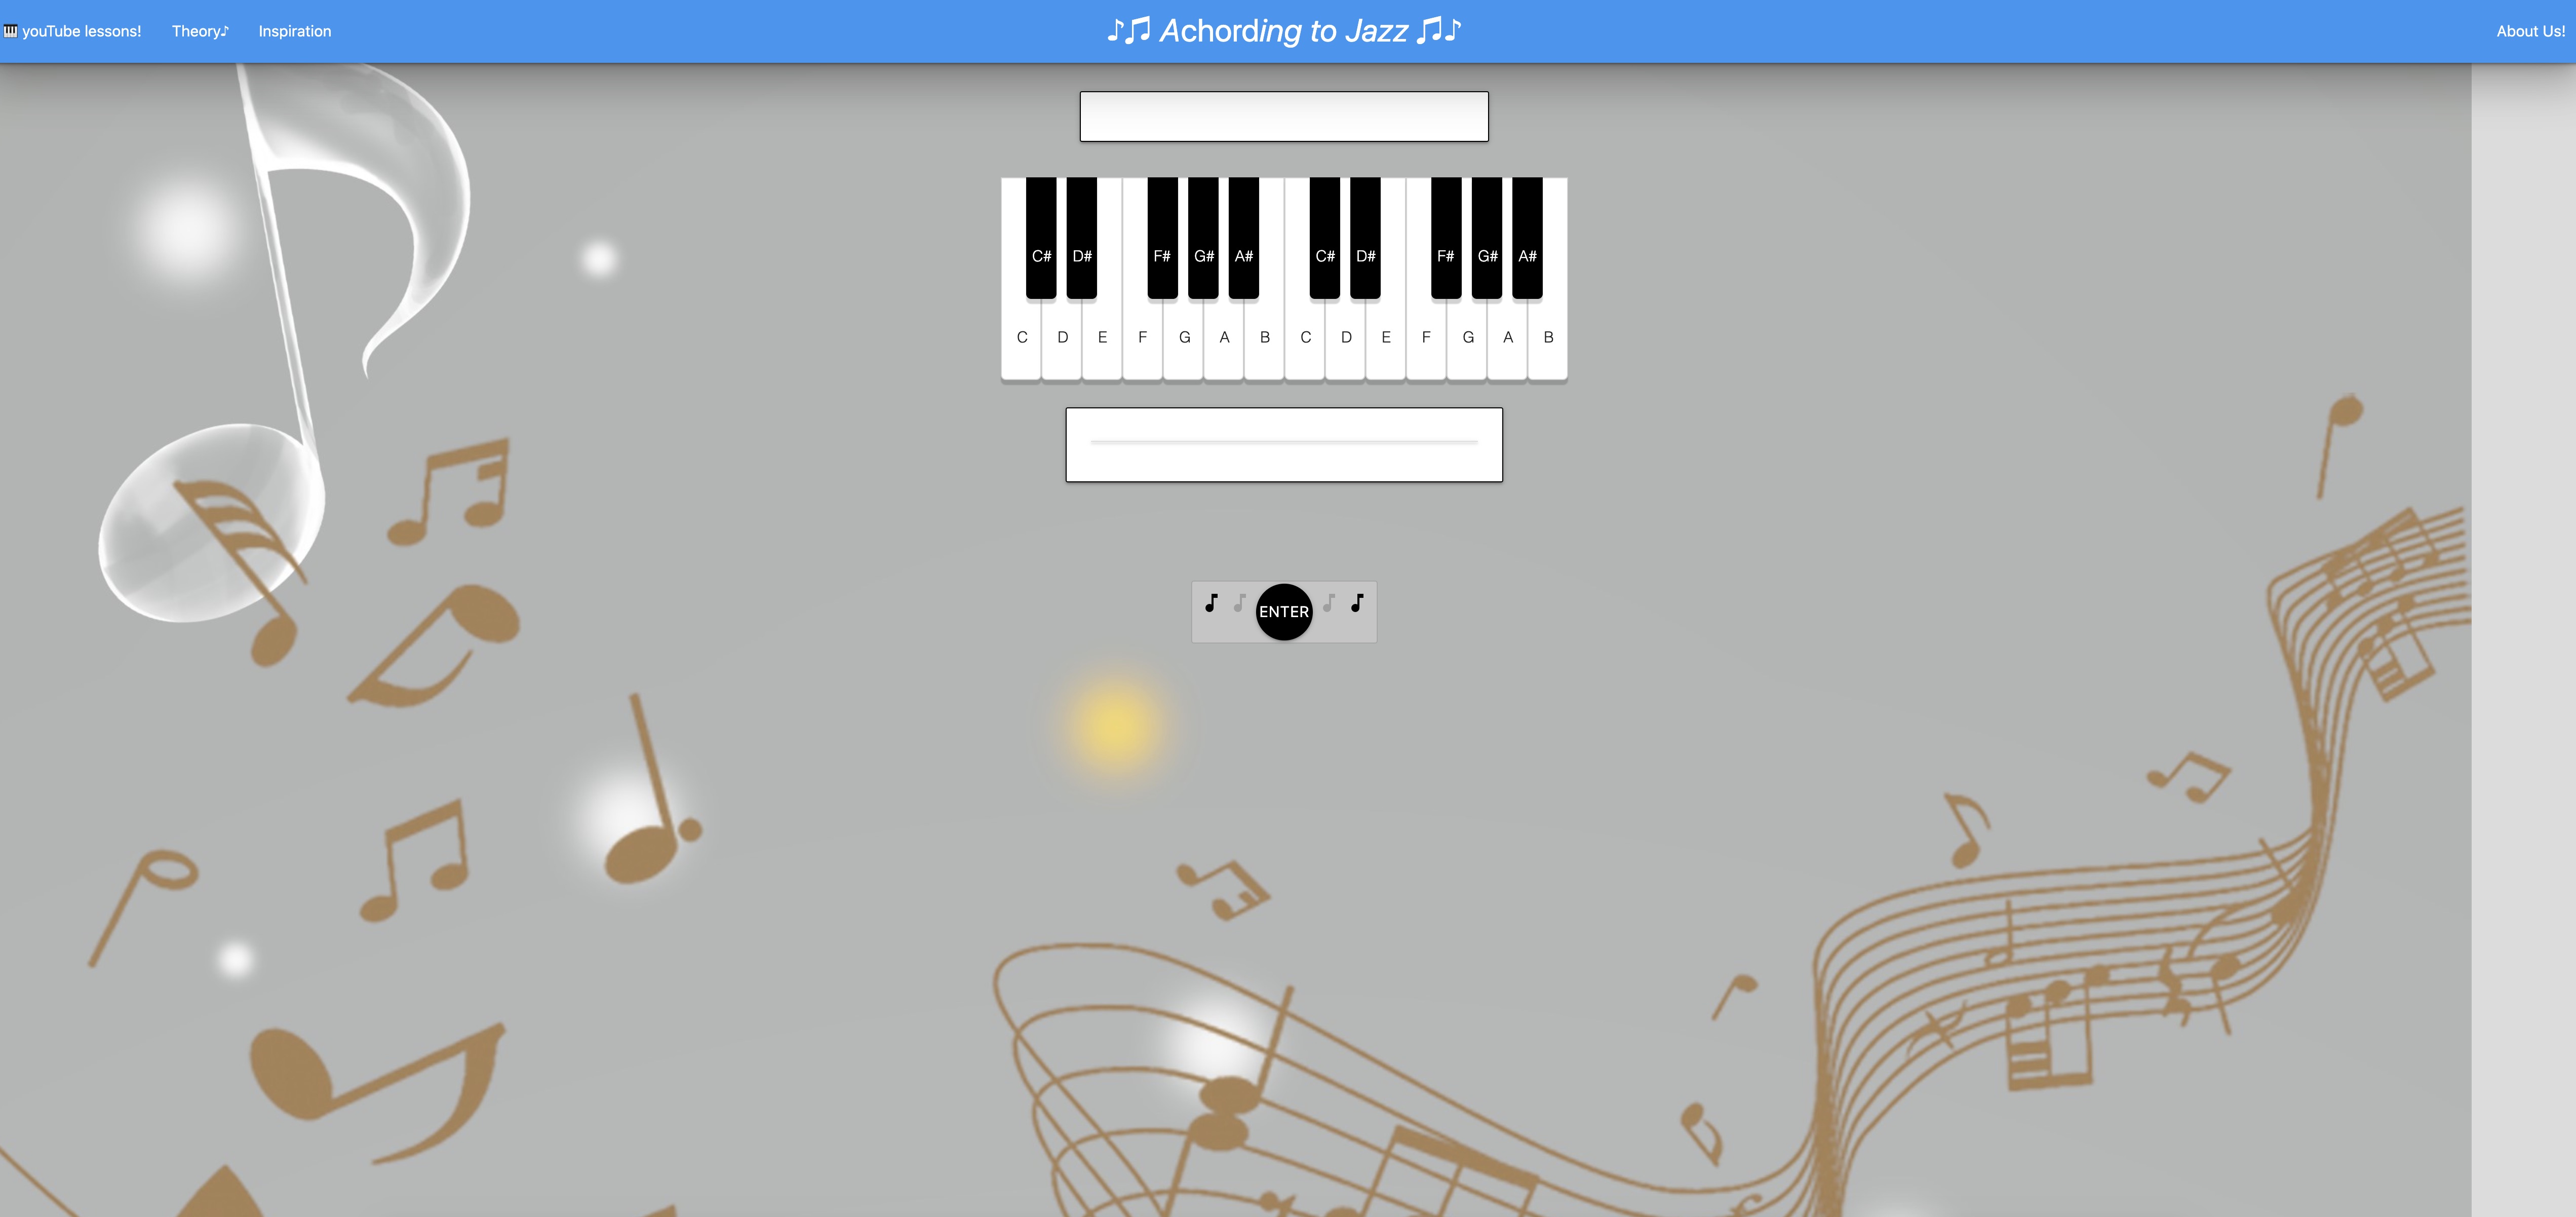 youTube lessons! Theory♪ Inspiration ♪♫ Achording to Jazz ♫♪ About Us!
C# D# F# G# A# C# D# F# G# A#
C D E F G A B C D E F G A B
ENTER